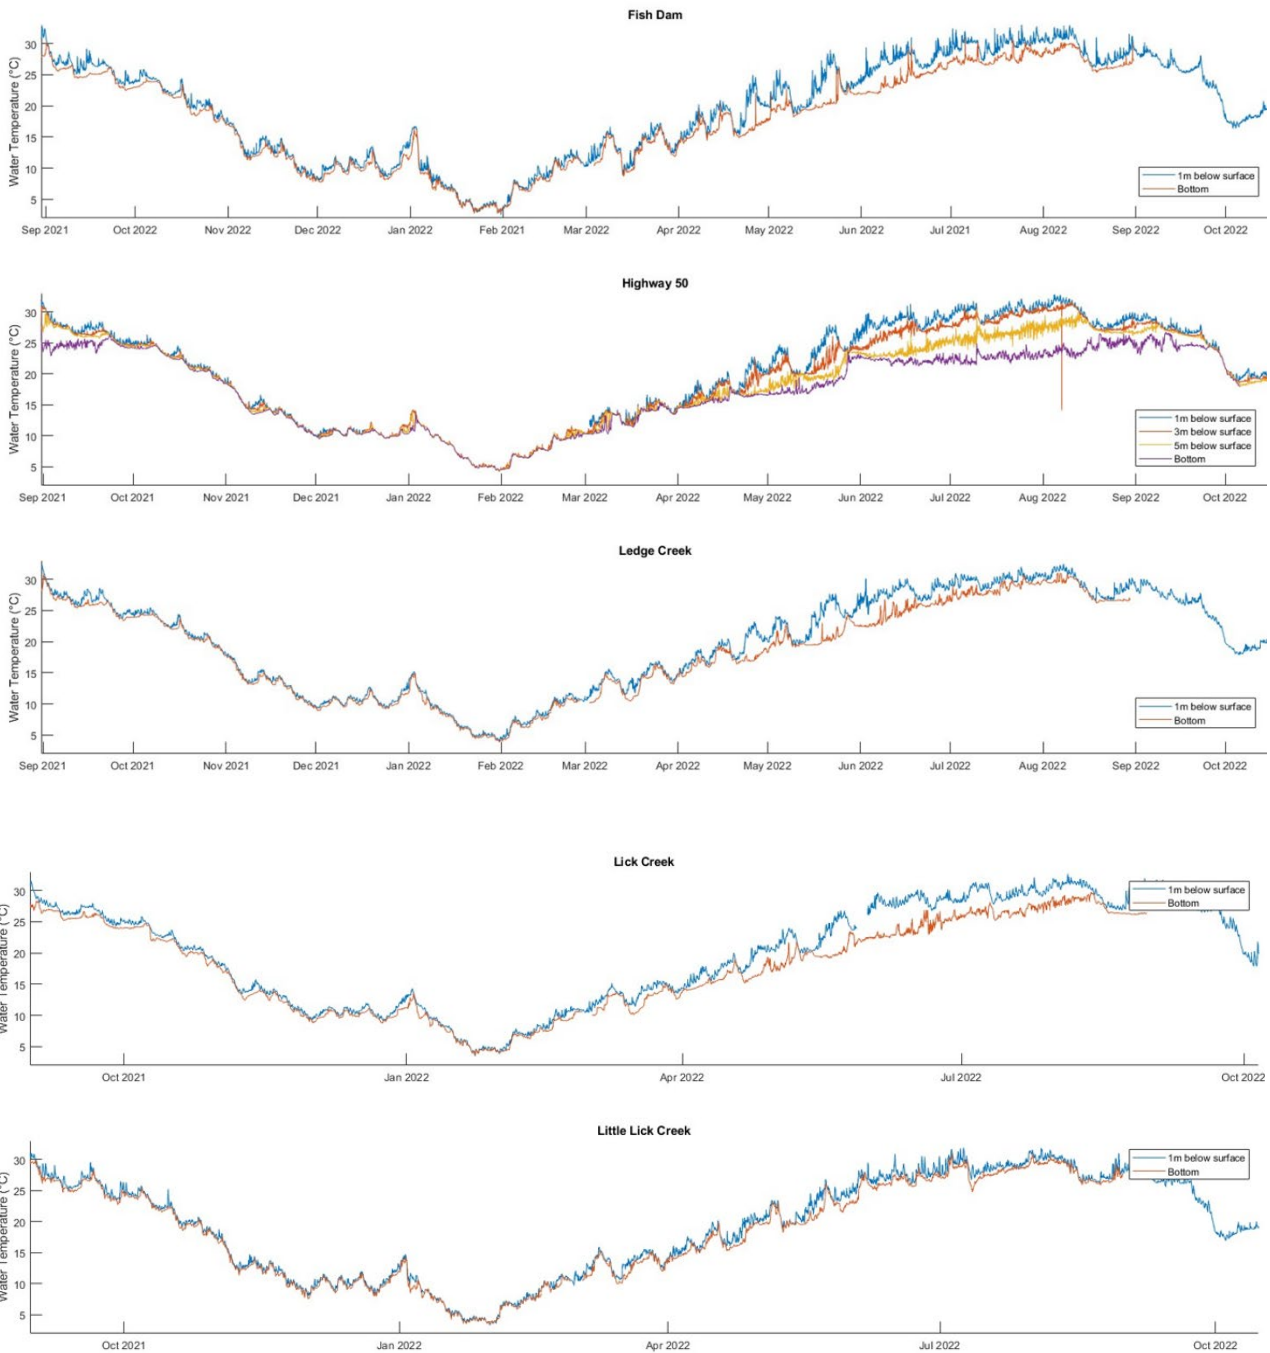 Fish Dam
Water Temperature (°C)
30
25
20
15
10
5
1m below surface
Bottom
Sep 2021 Oct 2022 Nov 2022 Dec 2022 Jan 2022 Feb 2021 Mar 2022 Apr 2022 May 2022 Jun 2022 Jul 2021 Aug 2022 Sep 2022 Oct 2022
Highway 50
Water Temperature (°C)
30
25
20
15
10
5
1m below surface
3m below surface
5m below surface
Bottom
Sep 2021 Oct 2021 Nov 2021 Dec 2021 Jan 2022 Feb 2022 Mar 2022 Apr 2022 May 2022 Jun 2022 Jul 2022 Aug 2022 Sep 2022 Oct 2022
Ledge Creek
Water Temperature (°C)
30
25
20
15
10
5
1m below surface
Bottom
Sep 2021 Oct 2021 Nov 2021 Dec 2021 Jan 2022 Feb 2022 Mar 2022 Apr 2022 May 2022 Jun 2022 Jul 2022 Aug 2022 Sep 2022 Oct 2022
Lick Creek
Water Temperature (°C)
30
25
20
15
10
5
1m below surface
Bottom
Oct 2021 Jan 2022 Apr 2022 Jul 2022 Oct 2022
Little Lick Creek
Water Temperature (°C)
30
25
20
15
10
5
1m below surface
Bottom
Oct 2021 Jan 2022 Apr 2022 Jul 2022 Oct 2022